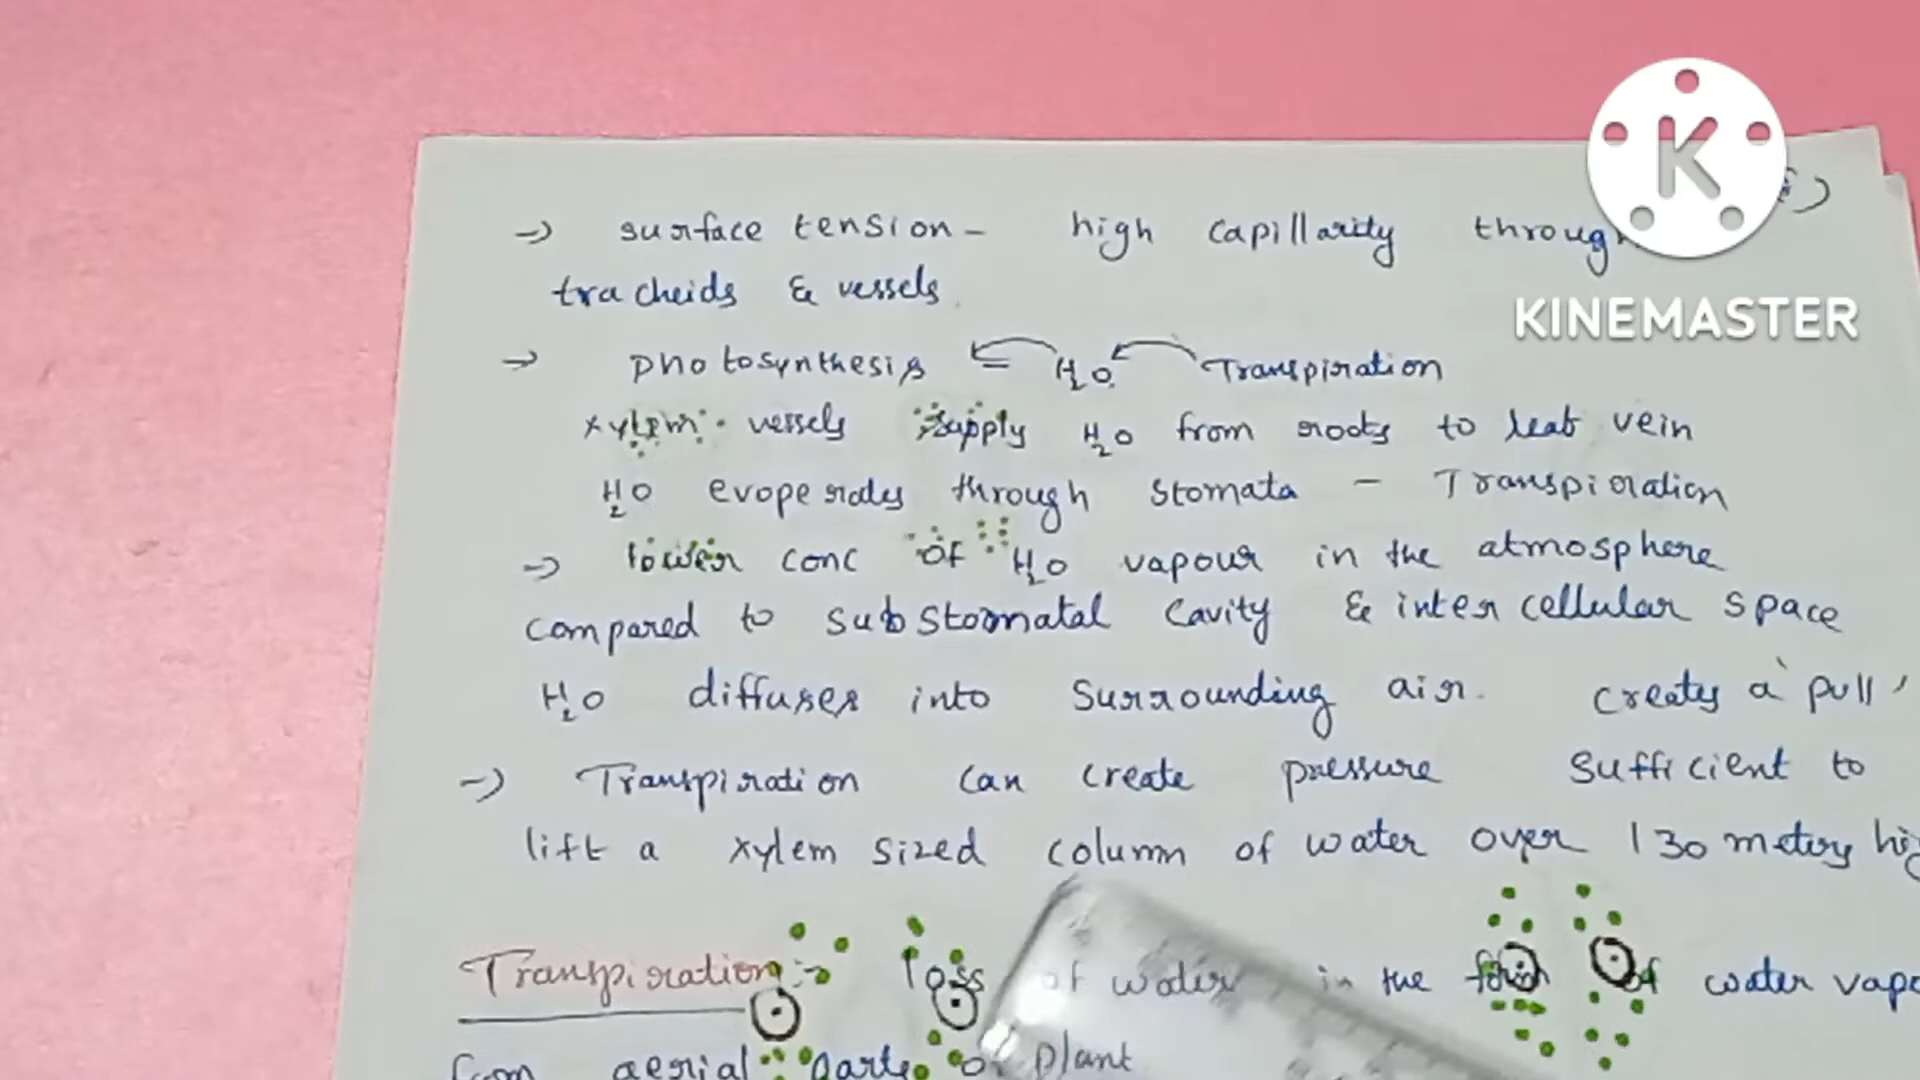 → surface tension - high capillarity through
tracheids & vessels
→ photosynthesis ⇐ H₂O ← Transpiration
xylem vessels supply H₂O from roots to leaf vein
H₂O evoperates through stomata - Transpiration
→ lower conc of H₂O vapour in the atmosphere
compared to substomatal cavity & intercellular space
H₂O diffuses into surrounding air. creates a 'pull'
→ Transpiration can create pressure sufficient to
lift a xylem sized column of water over 130 meters
Transpiration :→ loss of water in the form of water
from aerial parts of plant
K
KINEMASTER